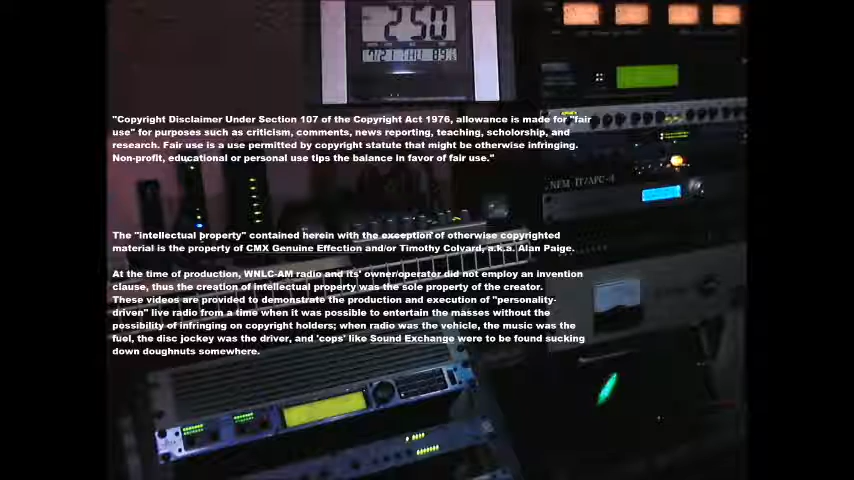 2:50
7/21 THU 89
"Copyright Disclaimer Under Section 107 of the Copyright Act 1976, allowance is made for "fair
use" for purposes such as criticism, comments, news reporting, teaching, scholorship, and
research. Fair use is a use permitted by copyright statute that might be otherwise infringing.
Non-profit, educational or personal use tips the balance in favor of fair use."
The "intellectual property" contained herein with the exception of otherwise copyrighted
material is the property of CMX Genuine Effection and/or Timothy Colvard, a.k.a. Alan Paige.
At the time of production, WNLC-AM radio and its' owner/operator did not employ an invention
clause, thus the creation of intellectual property was the sole property of the creator.
These videos are provided to demonstrate the production and execution of "personality-
driven" live radio from a time when it was possible to entertain the masses without the
possibility of infringing on copyright holders; when radio was the vehicle, the music was the
fuel, the disc jockey was the driver, and 'cops' like Sound Exchange were to be found sucking
down doughnuts somewhere.